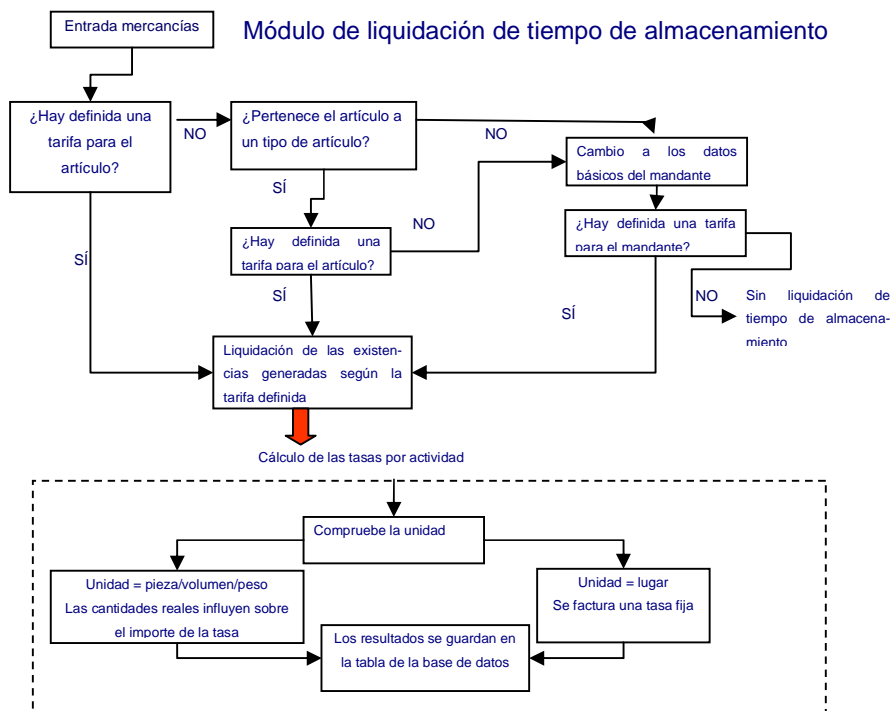 Entrada mercancías
Módulo de liquidación de tiempo de almacenamiento
¿Hay definida una
tarifa para el
artículo?
NO
¿Pertenece el artículo a
un tipo de artículo?
NO
Cambio a los datos
básicos del mandante
SÍ
NO
¿Hay definida una
tarifa para el artículo?
¿Hay definida una tarifa
para el mandante?
SÍ
SÍ
SÍ
NO
Sin liquidación de
tiempo de almacena-
miento
Liquidación de las existen-
cias generadas según la
tarifa definida
Cálculo de las tasas por actividad
Compruebe la unidad
Unidad = pieza/volumen/peso
Las cantidades reales influyen sobre
el importe de la tasa
Unidad = lugar
Se factura una tasa fija
Los resultados se guardan en
la tabla de la base de datos